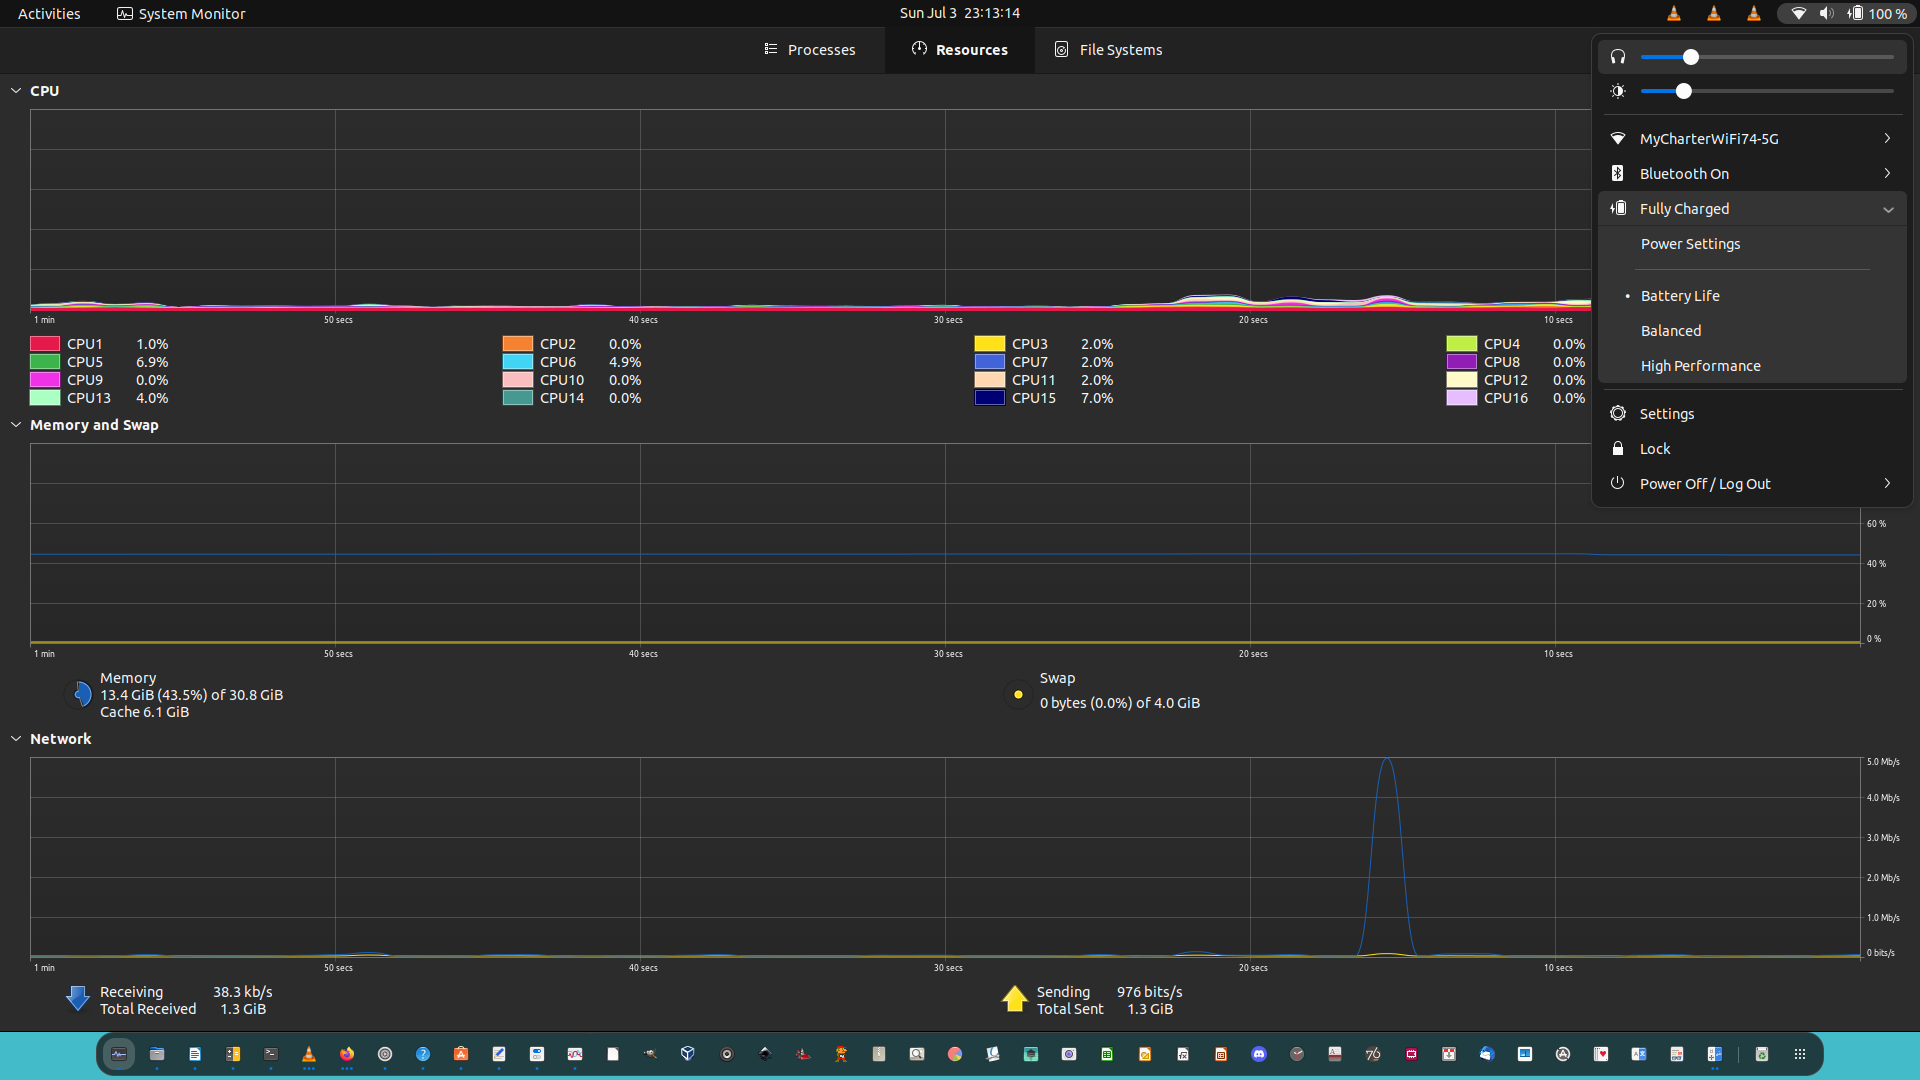 Activities System Monitor Sun Jul 3 23:13:14 100 %
Processes Resources File Systems
CPU
1 min 50 secs 40 secs 30 secs 20 secs 10 secs
CPU1 1.0% CPU2 0.0% CPU3 2.0% CPU4 0.0%
CPU5 6.9% CPU6 4.9% CPU7 2.0% CPU8 0.0%
CPU9 0.0% CPU10 0.0% CPU11 2.0% CPU12 0.0%
CPU13 4.0% CPU14 0.0% CPU15 7.0% CPU16 0.0%
MyCharterWiFi74-5G
Bluetooth On
Fully Charged
Power Settings
• Battery Life
Balanced
High Performance
Settings
Lock
Power Off / Log Out
Memory and Swap
60 %
40 %
20 %
0 %
1 min 50 secs 40 secs 30 secs 20 secs 10 secs
Memory
13.4 GiB (43.5%) of 30.8 GiB
Cache 6.1 GiB
Swap
0 bytes (0.0%) of 4.0 GiB
Network
5.0 Mb/s
4.0 Mb/s
3.0 Mb/s
2.0 Mb/s
1.0 Mb/s
0 bits/s
1 min 50 secs 40 secs 30 secs 20 secs 10 secs
Receiving 38.3 kb/s
Total Received 1.3 GiB
Sending 976 bits/s
Total Sent 1.3 GiB